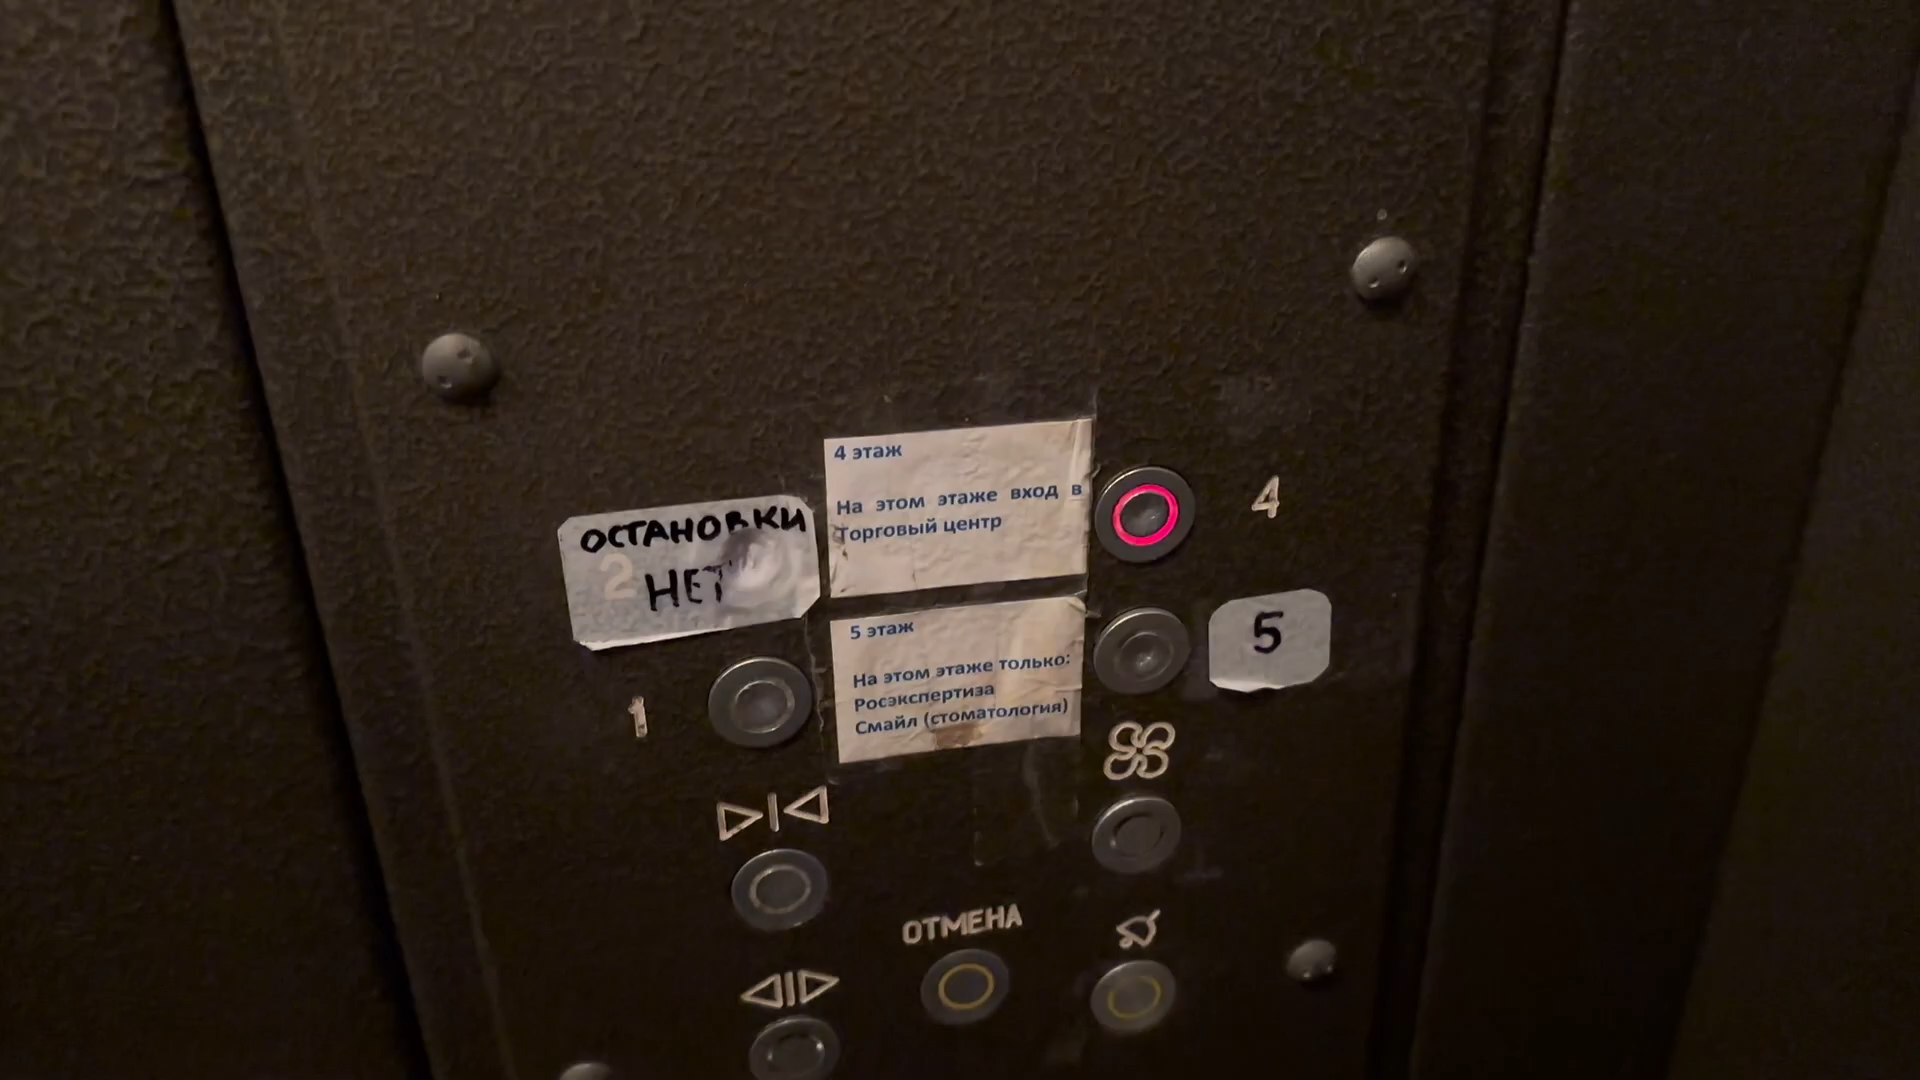 4 этаж
На этом этаже вход в
Торговый центр
4
ОСТАНОВКИ
2 НЕТ
5 этаж
На этом этаже только:
Росэкспертиза
Смайл (стоматология)
5
1
ОТМЕНА